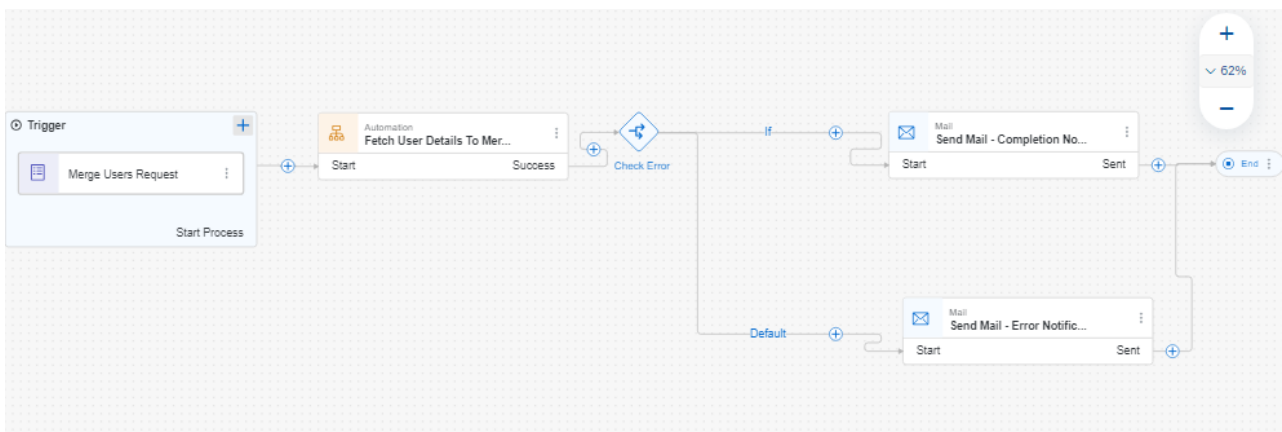 62%
Trigger
Merge Users Request
Start Process
Automation
Fetch User Details To Mer...
Start Success
Check Error
If
Mail
Send Mail - Completion No...
Start Sent
End
Default
Mail
Send Mail - Error Notific...
Start Sent